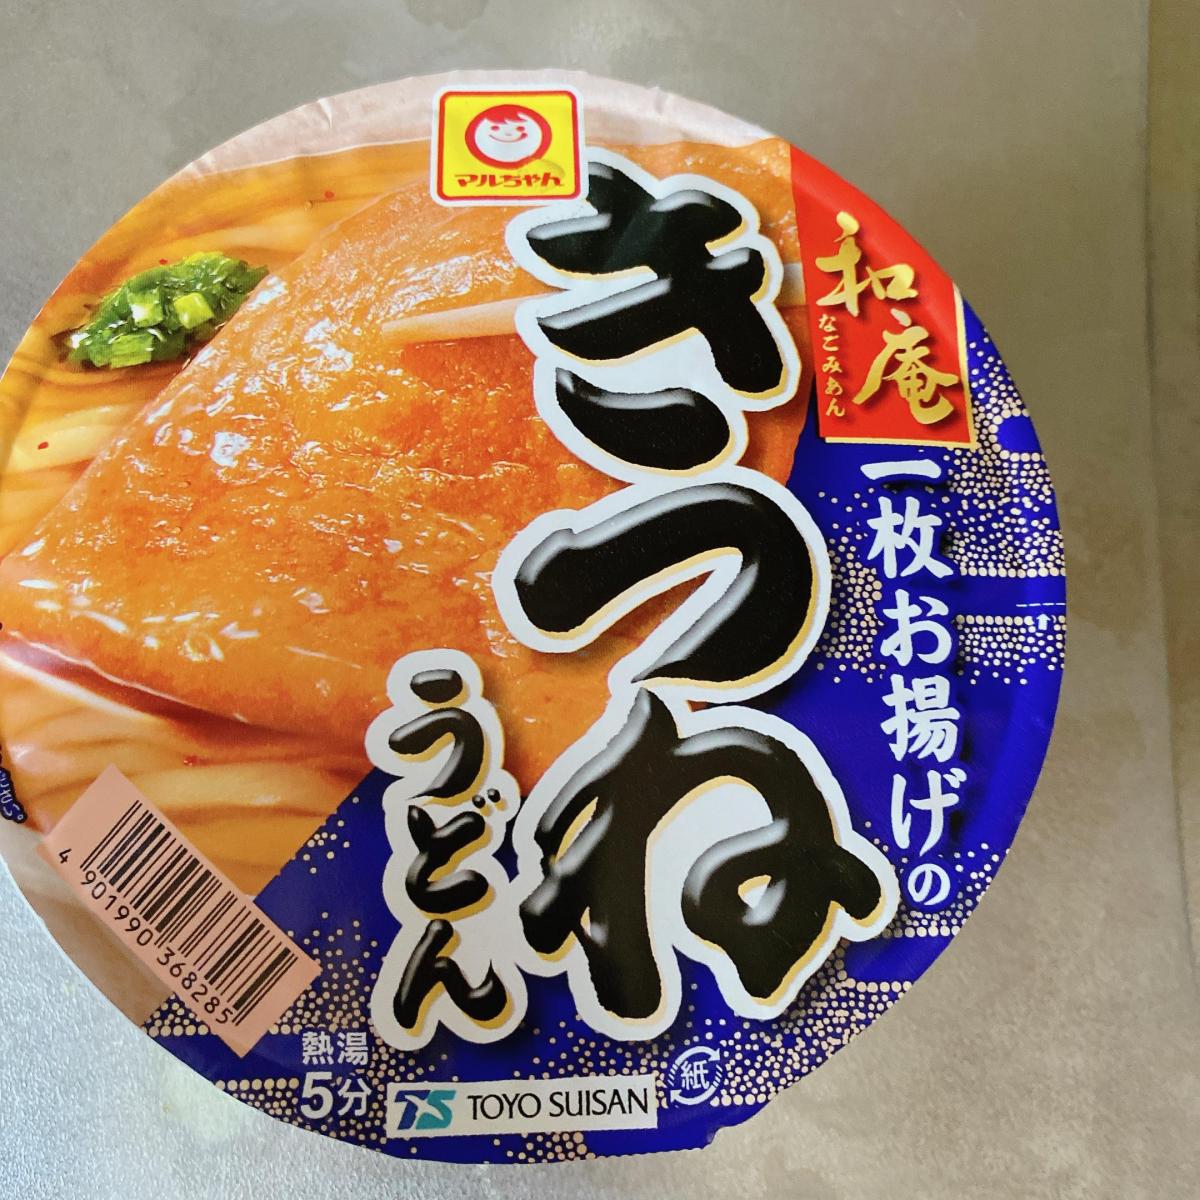 マルちゃん
和庵
なごみあん
一枚お揚げの
きつね
うどん
4 901990 368285
熱湯
5分
TS TOYO SUISAN
紙